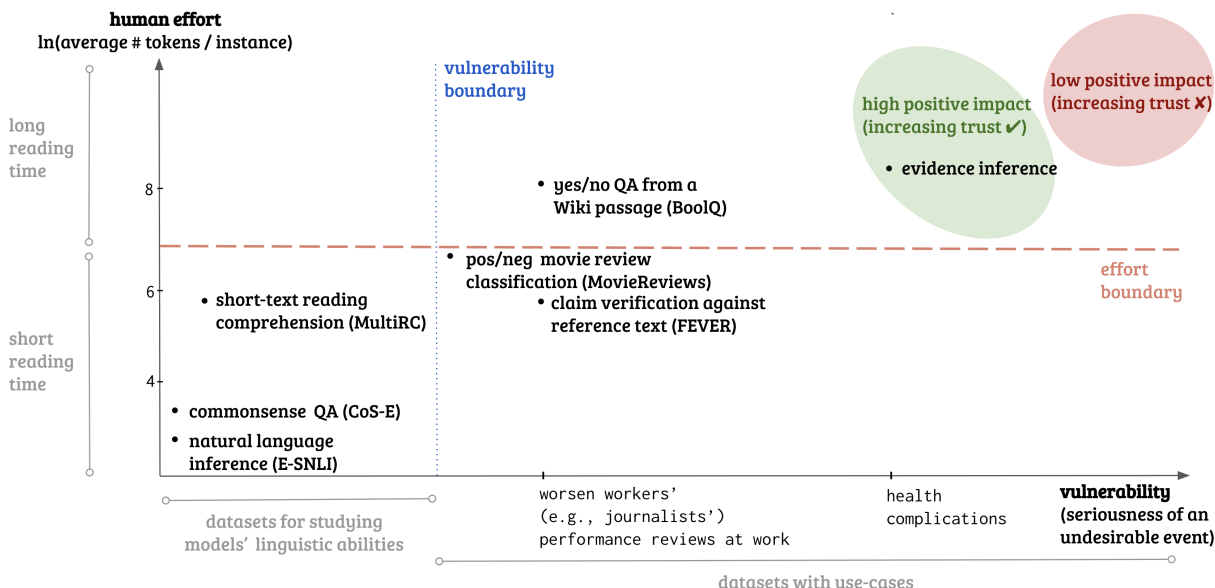 human effort
ln(average # tokens / instance)
vulnerability
boundary
low positive impact
(increasing trust ✘)
high positive impact
(increasing trust ✔)
long
reading
time
evidence inference
8
yes/no QA from a
Wiki passage (BoolQ)
pos/neg movie review
classification (MovieReviews)
effort
boundary
6
short-text reading
comprehension (MultiRC)
claim verification against
reference text (FEVER)
short
reading
time
4
commonsense QA (CoS-E)
natural language
inference (E-SNLI)
worsen workers'
(e.g., journalists')
performance reviews at work
health
complications
vulnerability
(seriousness of an
undesirable event)
datasets for studying
models' linguistic abilities
datasets with use-cases